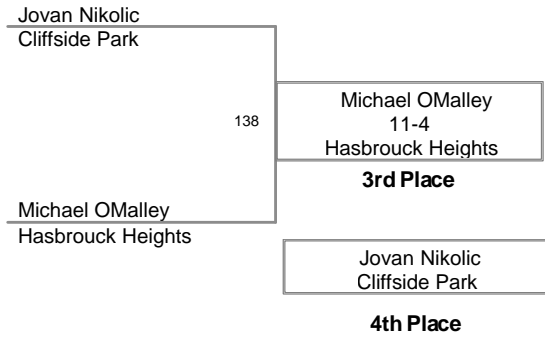 Jovan Nikolic
Cliffside Park
138
Michael OMalley
11-4
Hasbrouck Heights
3rd Place
Michael OMalley
Hasbrouck Heights
Jovan Nikolic
Cliffside Park
4th Place